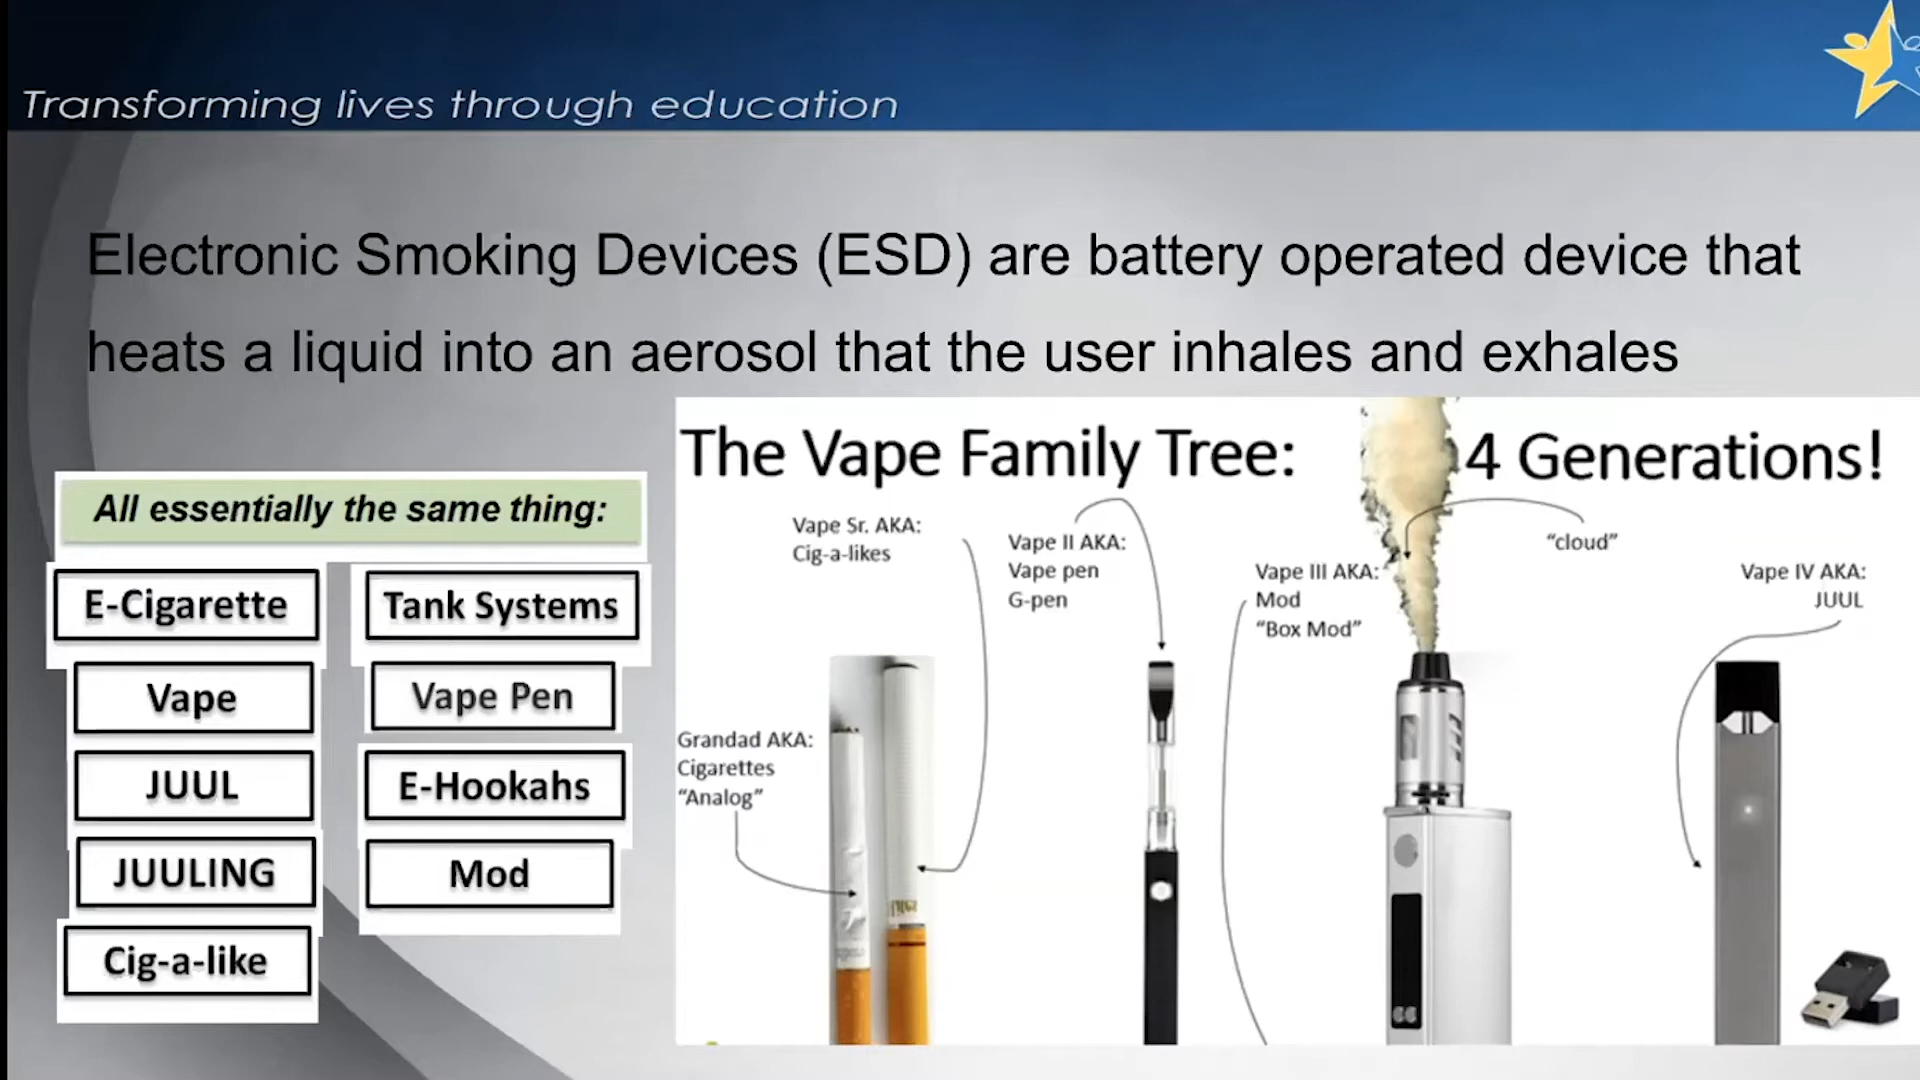 Transforming lives through education
Electronic Smoking Devices (ESD) are battery operated device that
heats a liquid into an aerosol that the user inhales and exhales
All essentially the same thing:
E-Cigarette
Vape
JUUL
JUULING
Cig-a-like
Tank Systems
Vape Pen
E-Hookahs
Mod
The Vape Family Tree: 4 Generations!
Grandad AKA:
Cigarettes
“Analog”
Vape Sr. AKA:
Cig-a-likes
Vape II AKA:
Vape pen
G-pen
Vape III AKA:
Mod
“Box Mod”
“cloud”
Vape IV AKA:
JUUL